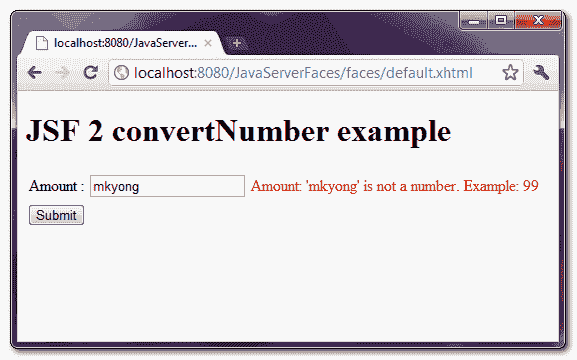 localhost:8080/JavaServer...
localhost:8080/JavaServerFaces/faces/default.xhtml
JSF 2 convertNumber example
Amount : mkyong Amount: 'mkyong' is not a number. Example: 99
Submit